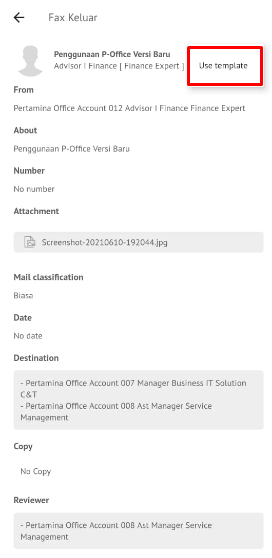 Fax Keluar
Penggunaan P-Office Versi Baru
Advisor I Finance [ Finance Expert ]
Use template
From
Pertamina Office Account 012 Advisor I Finance Finance Expert
About
Penggunaan P-Office Versi Baru
Number
No number
Attachment
Screenshot-20210610-192044.jpg
Mail classification
Biasa
Date
No date
Destination
- Pertamina Office Account 007 Manager Business IT Solution
C&T
- Pertamina Office Account 008 Ast Manager Service
Management
Copy
No Copy
Reviewer
- Pertamina Office Account 008 Ast Manager Service
Management